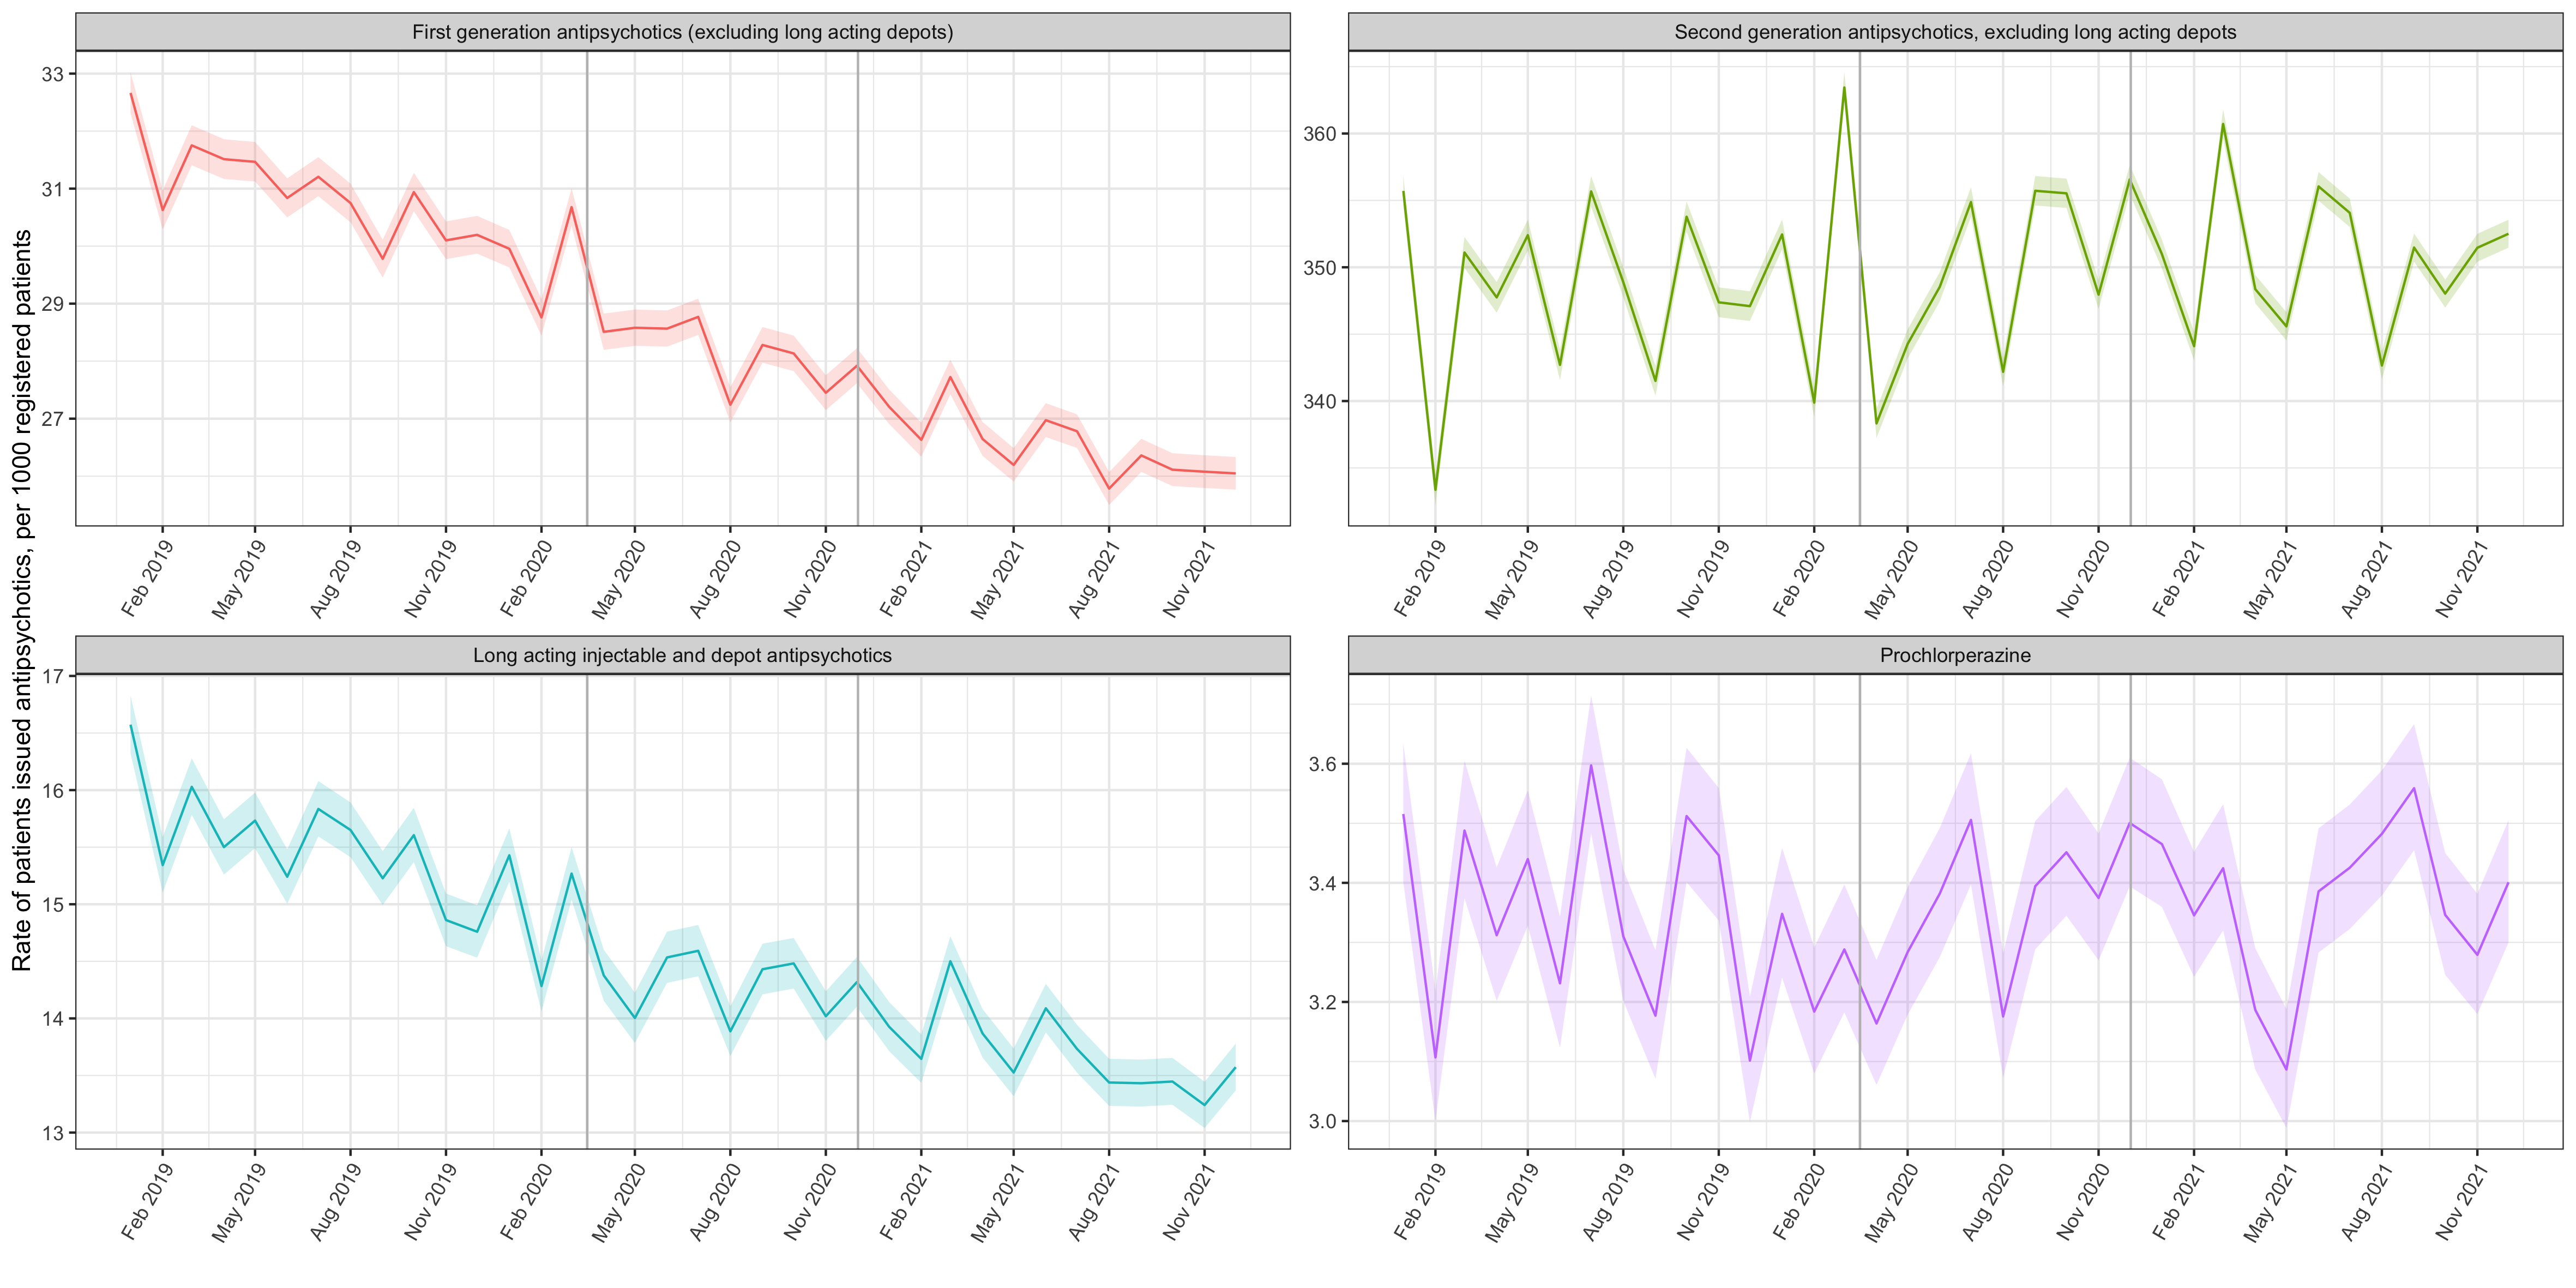 Rate of patients issued antipsychotics, per 1000 registered patients
First generation antipsychotics (excluding long acting depots)
33
31
29
27
Feb 2019
May 2019
Aug 2019
Nov 2019
Feb 2020
May 2020
Aug 2020
Nov 2020
Feb 2021
May 2021
Aug 2021
Nov 2021
Second generation antipsychotics, excluding long acting depots
360
350
340
Feb 2019
May 2019
Aug 2019
Nov 2019
Feb 2020
May 2020
Aug 2020
Nov 2020
Feb 2021
May 2021
Aug 2021
Nov 2021
Long acting injectable and depot antipsychotics
17
16
15
14
13
Feb 2019
May 2019
Aug 2019
Nov 2019
Feb 2020
May 2020
Aug 2020
Nov 2020
Feb 2021
May 2021
Aug 2021
Nov 2021
Prochlorperazine
3.6
3.4
3.2
3.0
Feb 2019
May 2019
Aug 2019
Nov 2019
Feb 2020
May 2020
Aug 2020
Nov 2020
Feb 2021
May 2021
Aug 2021
Nov 2021